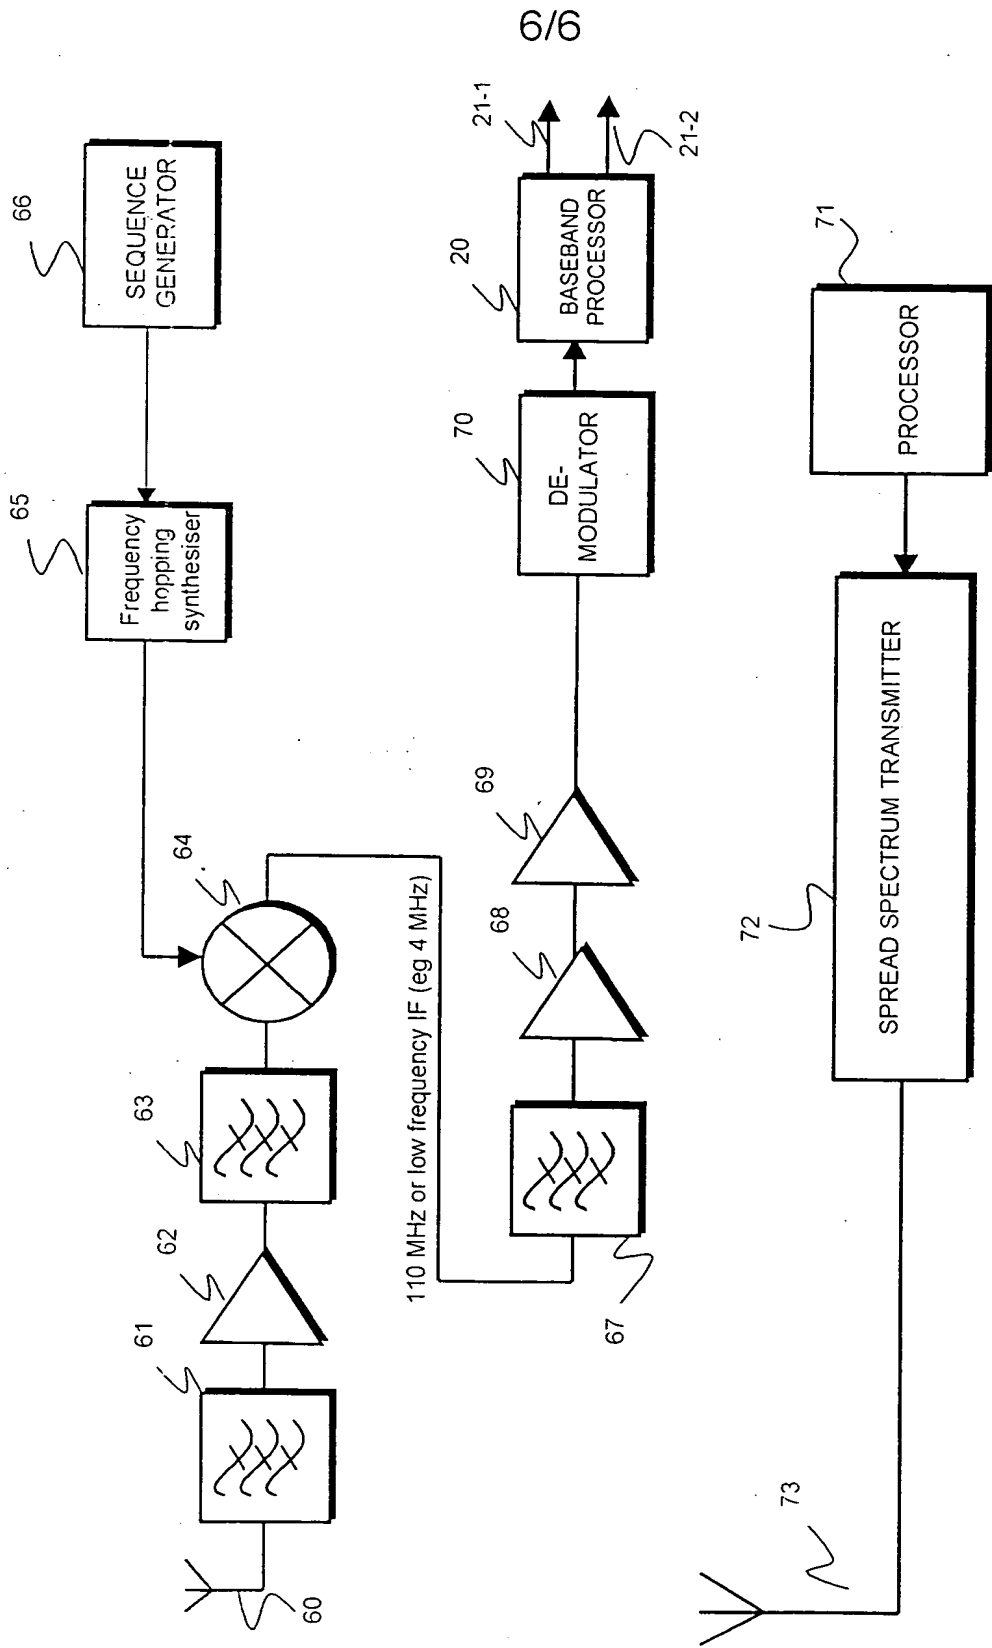 6/6
66
SEQUENCE
GENERATOR
65
Frequency
hopping
synthesiser
64
63
62
61
60
110 MHz or low frequency IF (eg 4 MHz)
67
68
69
70
DE-
MODULATOR
20
BASEBAND
PROCESSOR
21-1
21-2
71
PROCESSOR
72
SPREAD SPECTRUM TRANSMITTER
73